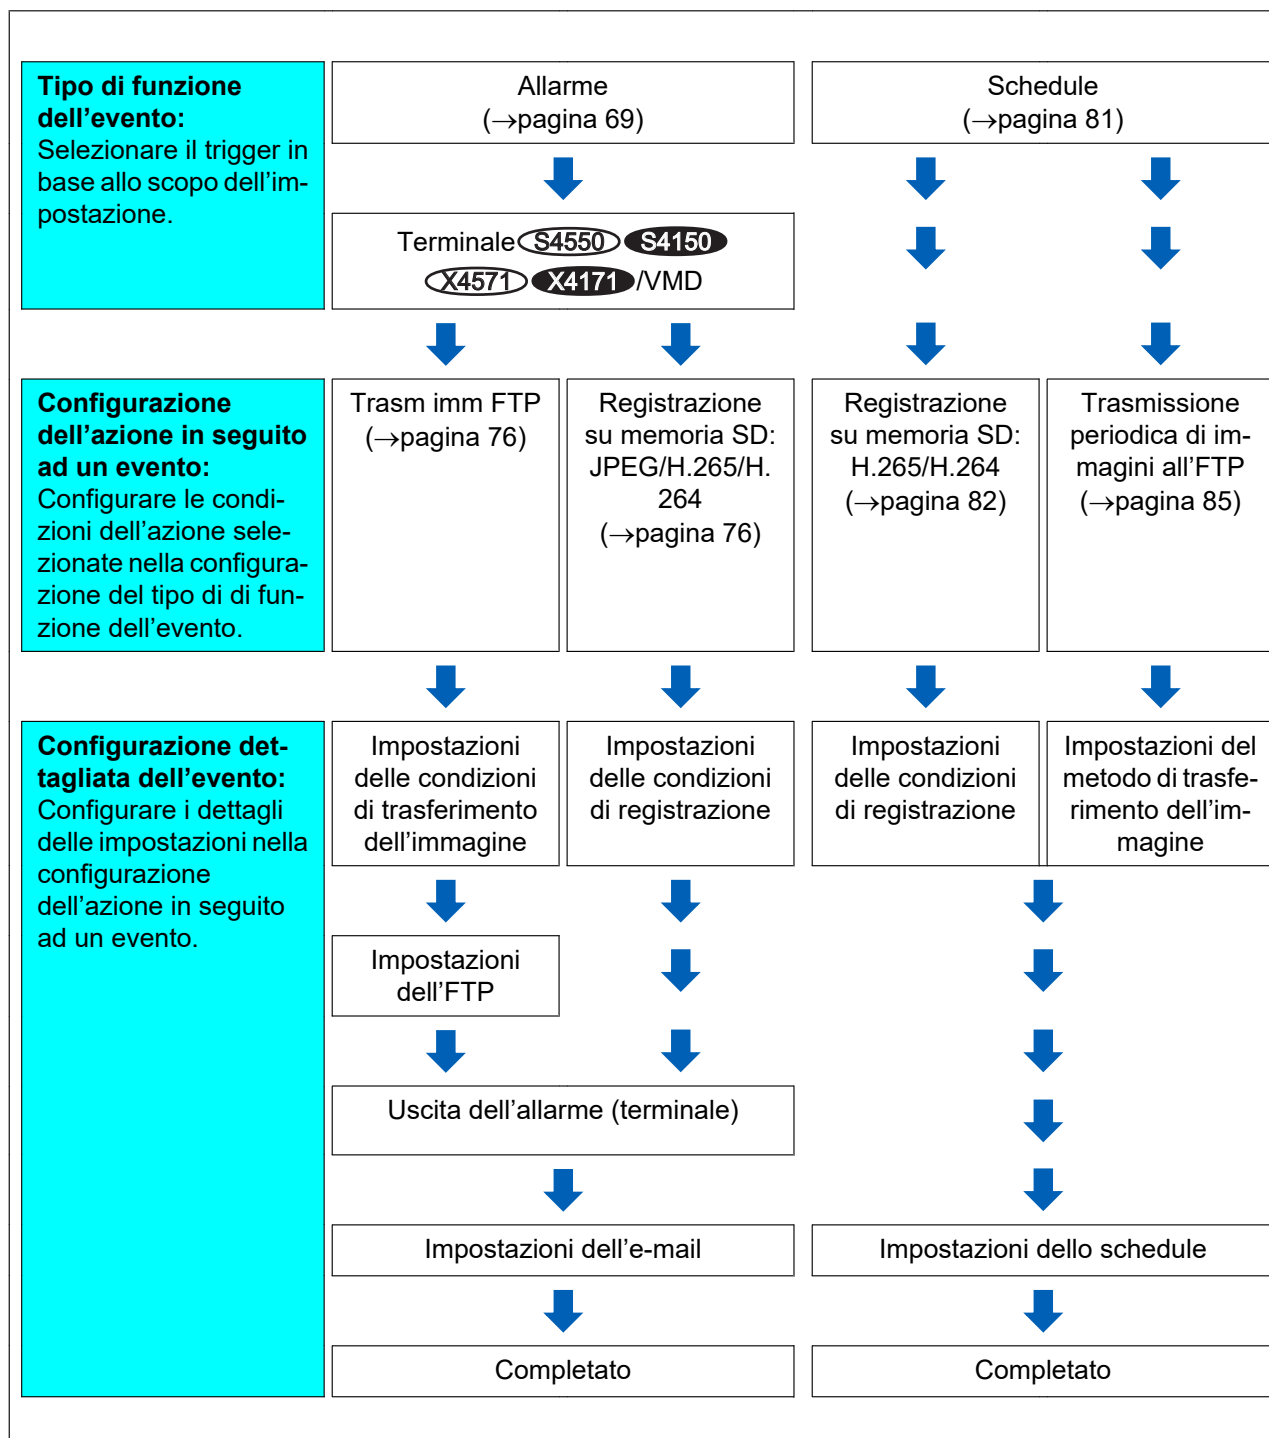 Tipo di funzione
dell’evento:
Selezionare il trigger in
base allo scopo dell’im-
postazione.
Allarme
(→pagina 69)
Schedule
(→pagina 81)
Terminale S4550 S4150
X4571 X4171 /VMD
Configurazione
dell’azione in seguito
ad un evento:
Configurare le condi-
zioni dell’azione sele-
zionate nella configura-
zione del tipo di di fun-
zione dell’evento.
Trasm imm FTP
(→pagina 76)
Registrazione
su memoria SD:
JPEG/H.265/H.
264
(→pagina 76)
Registrazione
su memoria SD:
H.265/H.264
(→pagina 82)
Trasmissione
periodica di im-
magini all’FTP
(→pagina 85)
Configurazione det-
tagliata dell’evento:
Configurare i dettagli
delle impostazioni nella
configurazione
dell’azione in seguito
ad un evento.
Impostazioni
delle condizioni
di trasferimento
dell’immagine
Impostazioni
delle condizioni
di registrazione
Impostazioni
delle condizioni
di registrazione
Impostazioni del
metodo di trasfe-
rimento dell’im-
magine
Impostazioni
dell’FTP
Uscita dell’allarme (terminale)
Impostazioni dell’e-mail
Impostazioni dello schedule
Completato
Completato